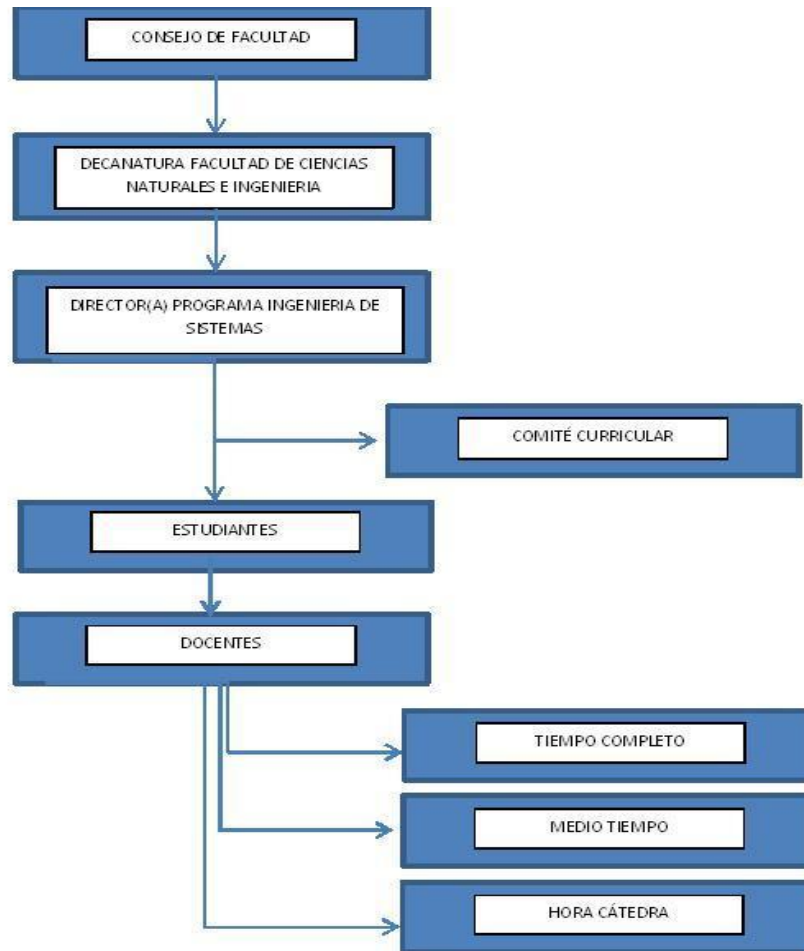 CONSEJO DE FACULTAD
DECANATURA FACULTAD DE CIENCIAS
NATURALES E INGENIERIA
DIRECTOR(A) PROGRAMA INGENIERIA DE
SISTEMAS
COMITÉ CURRICULAR
ESTUDIANTES
DOCENTES
TIEMPO COMPLETO
MEDIO TIEMPO
HORA CÁTEDRA